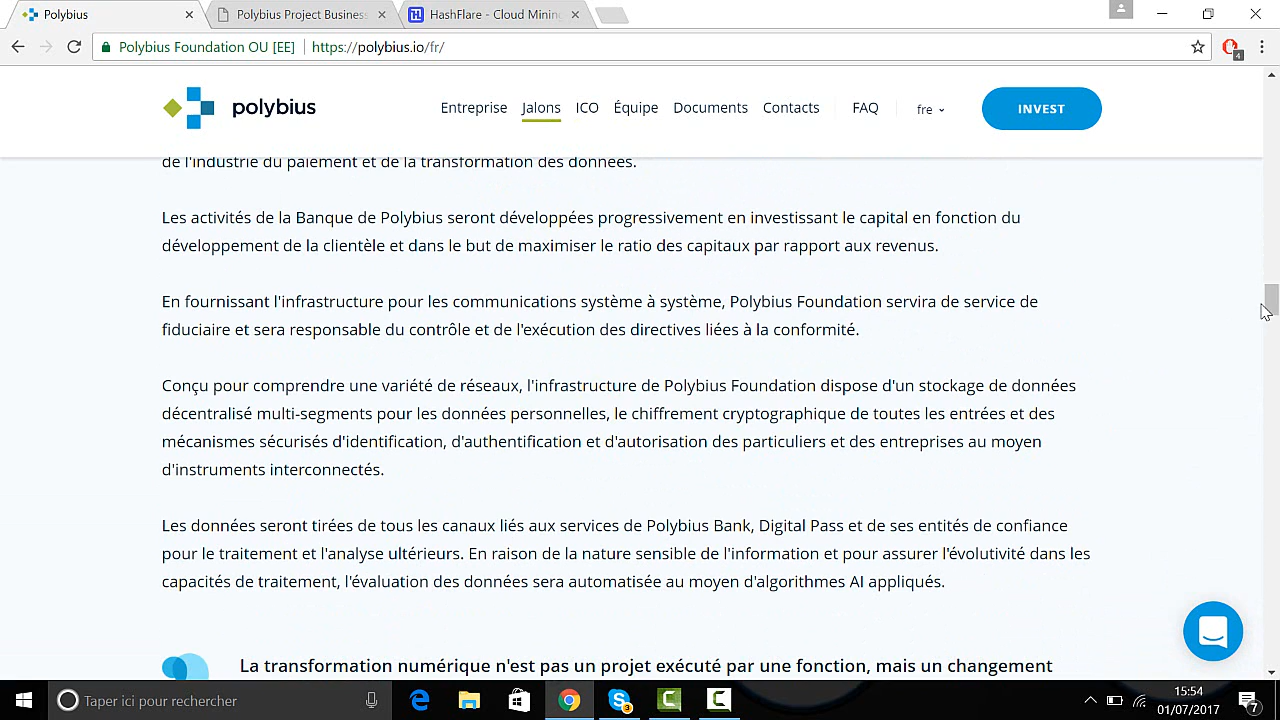 Polybius
Polybius Project Business
HashFlare - Cloud Mining
Polybius Foundation OU [EE]
https://polybius.io/fr/
4
polybius
Entreprise
Jalons
ICO
Équipe
Documents
Contacts
FAQ
fre
INVEST
de l'industrie du paiement et de la transformation des données.
Les activités de la Banque de Polybius seront développées progressivement en investissant le capital en fonction du
développement de la clientèle et dans le but de maximiser le ratio des capitaux par rapport aux revenus.
En fournissant l'infrastructure pour les communications système à système, Polybius Foundation servira de service de
fiduciaire et sera responsable du contrôle et de l'exécution des directives liées à la conformité.
Conçu pour comprendre une variété de réseaux, l'infrastructure de Polybius Foundation dispose d'un stockage de données
décentralisé multi-segments pour les données personnelles, le chiffrement cryptographique de toutes les entrées et des
mécanismes sécurisés d'identification, d'authentification et d'autorisation des particuliers et des entreprises au moyen
d'instruments interconnectés.
Les données seront tirées de tous les canaux liés aux services de Polybius Bank, Digital Pass et de ses entités de confiance
pour le traitement et l'analyse ultérieurs. En raison de la nature sensible de l'information et pour assurer l'évolutivité dans les
capacités de traitement, l'évaluation des données sera automatisée au moyen d'algorithmes AI appliqués.
La transformation numérique n'est pas un projet exécuté par une fonction, mais un changement
Taper ici pour rechercher
3
15:54
01/07/2017
7